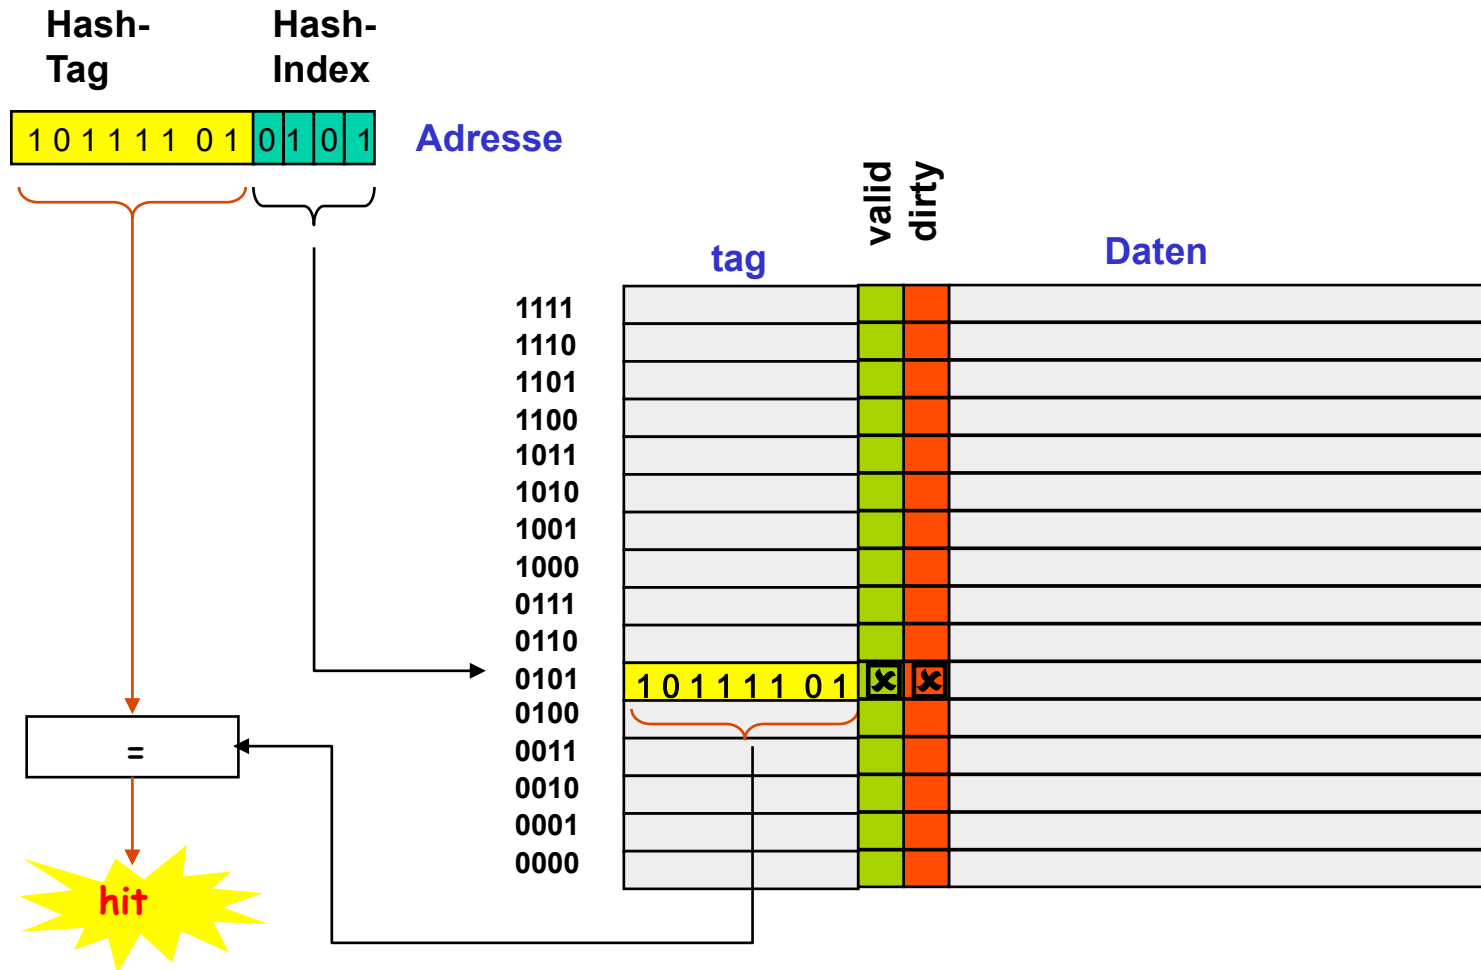 Hash-
Tag
Hash-
Index
1 0 1 1 1 1 0 1 0 1 0 1
Adresse
valid
dirty
tag
Daten
1111
1110
1101
1100
1011
1010
1001
1000
0111
0110
0101
1 0 1 1 1 1 0 1
0100
0011
0010
0001
0000
=
hit